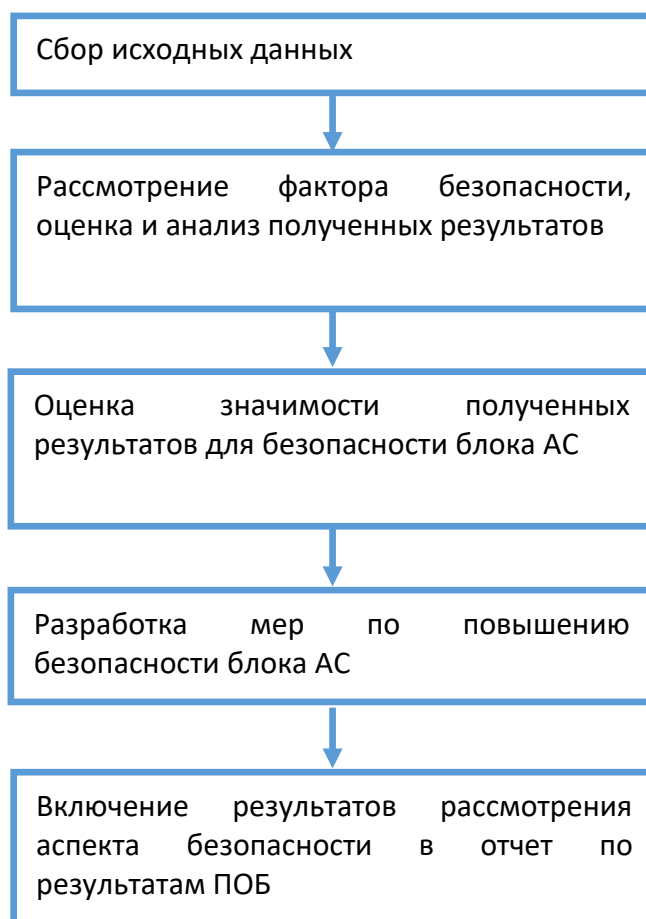 Сбор исходных данных
Рассмотрение фактора безопасности,
оценка и анализ полученных результатов
Оценка значимости полученных
результатов для безопасности блока АС
Разработка мер по повышению
безопасности блока АС
Включение результатов рассмотрения
аспекта безопасности в отчет по
результатам ПОБ